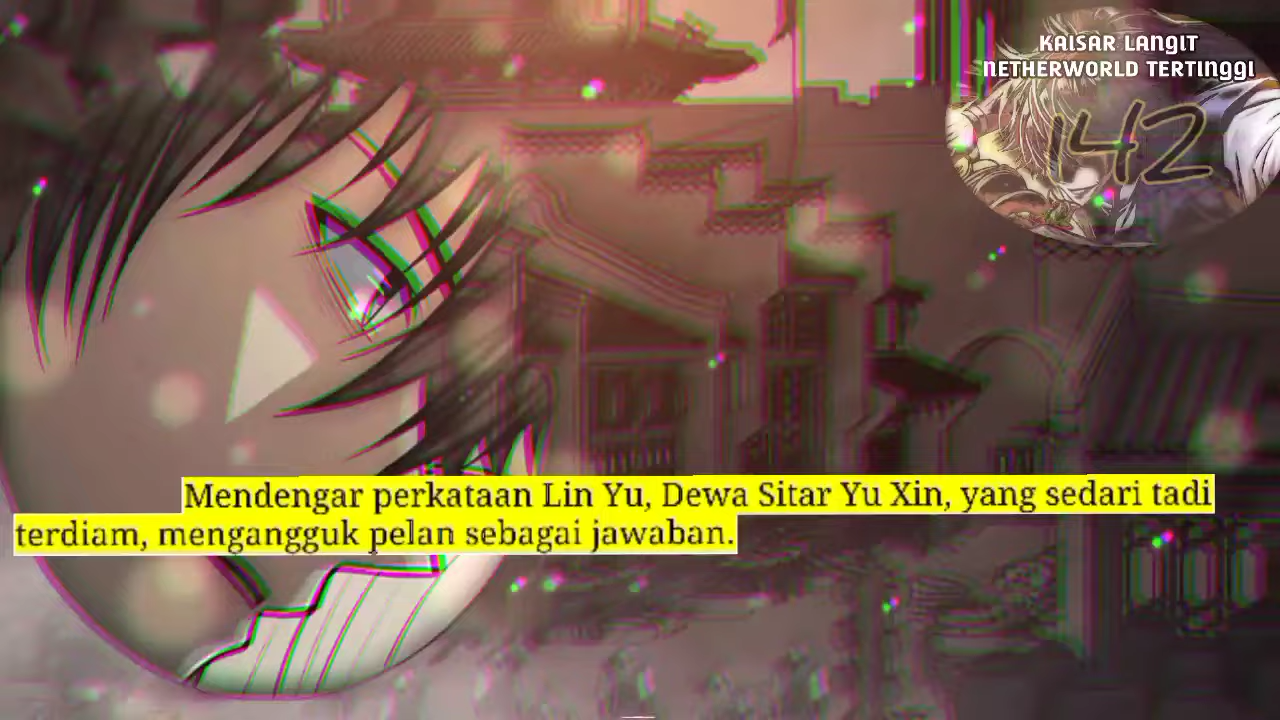 KAISAR LANGIT
NETHERWORLD TERTINGGI
142
Mendengar perkataan Lin Yu, Dewa Sitar Yu Xin, yang sedari tadi
terdiam, mengangguk pelan sebagai jawaban.